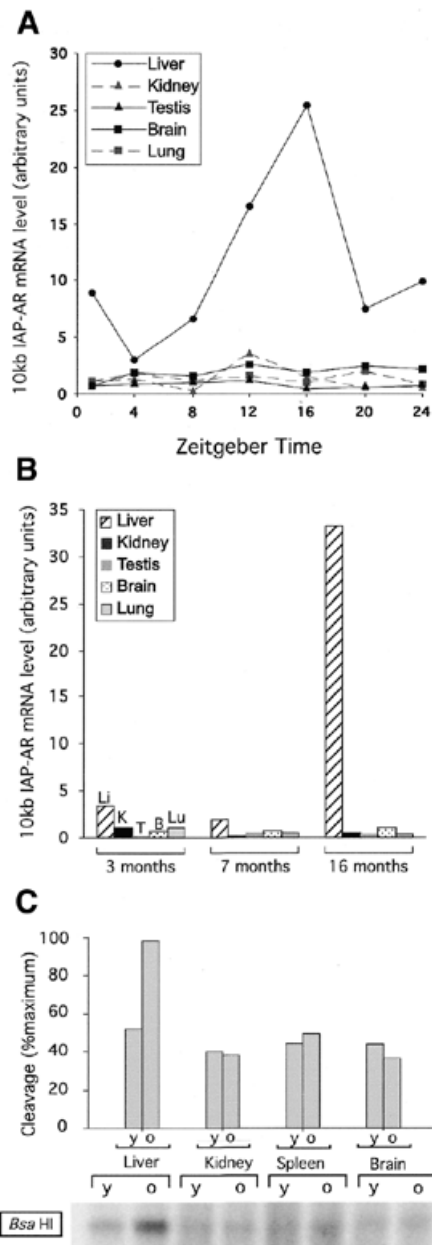 A
10kb IAP-AR mRNA level (arbitrary units)
30
25
20
15
10
5
0
Liver
Kidney
Testis
Brain
Lung
0 4 8 12 16 20 24
Zeitgeber Time
B
10kb IAP-AR mRNA level (arbitrary units)
35
30
25
20
15
10
5
0
Liver
Kidney
Testis
Brain
Lung
Li K T B Lu
3 months 7 months 16 months
C
Cleavage (%maximum)
100
80
60
40
20
0
y o y o y o y o
Liver Kidney Spleen Brain
y o y o y o y o
Bsa HI